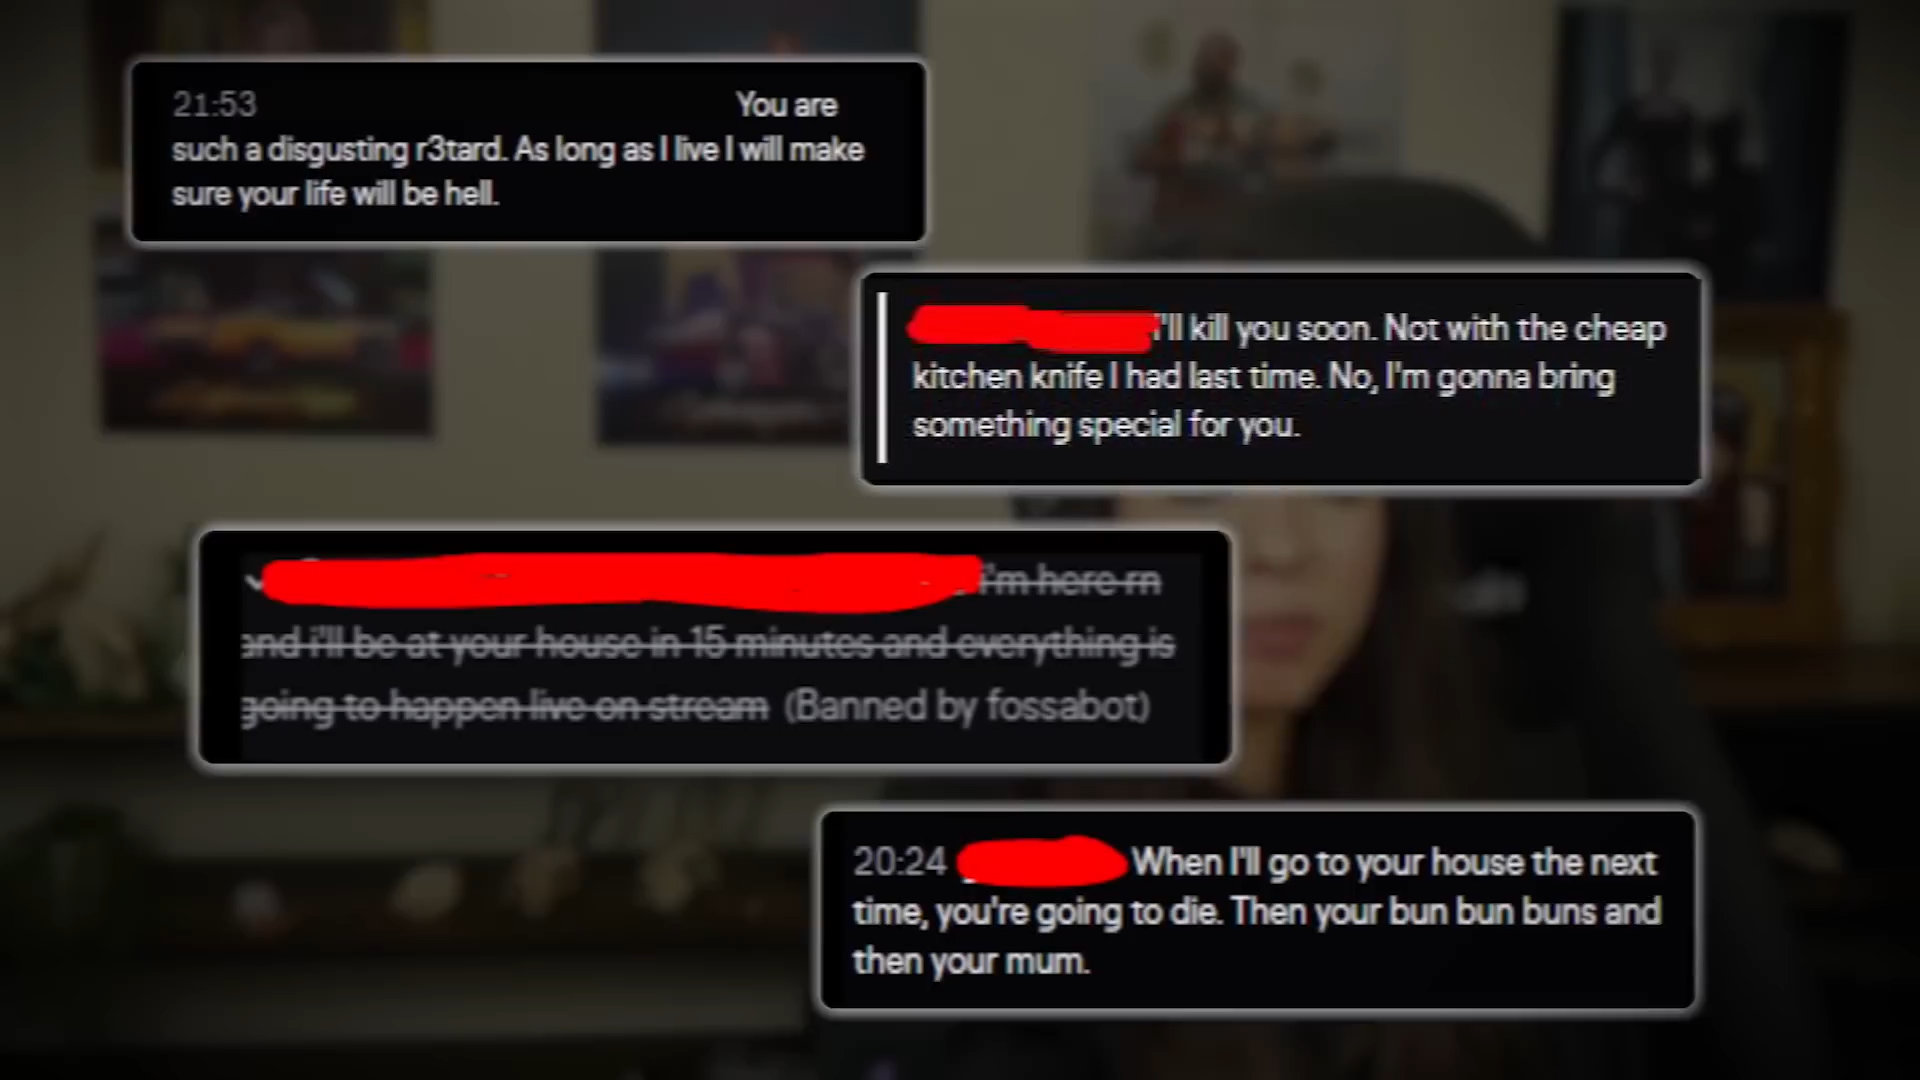 21:53 You are
such a disgusting r3tard. As long as I live I will make
sure your life will be hell.
I'll kill you soon. Not with the cheap
kitchen knife I had last time. No, I'm gonna bring
something special for you.
i'm here rn
and i'll be at your house in 15 minutes and everything is
going to happen live on stream (Banned by fossabot)
20:24 When I'll go to your house the next
time, you're going to die. Then your bun bun buns and
then your mum.